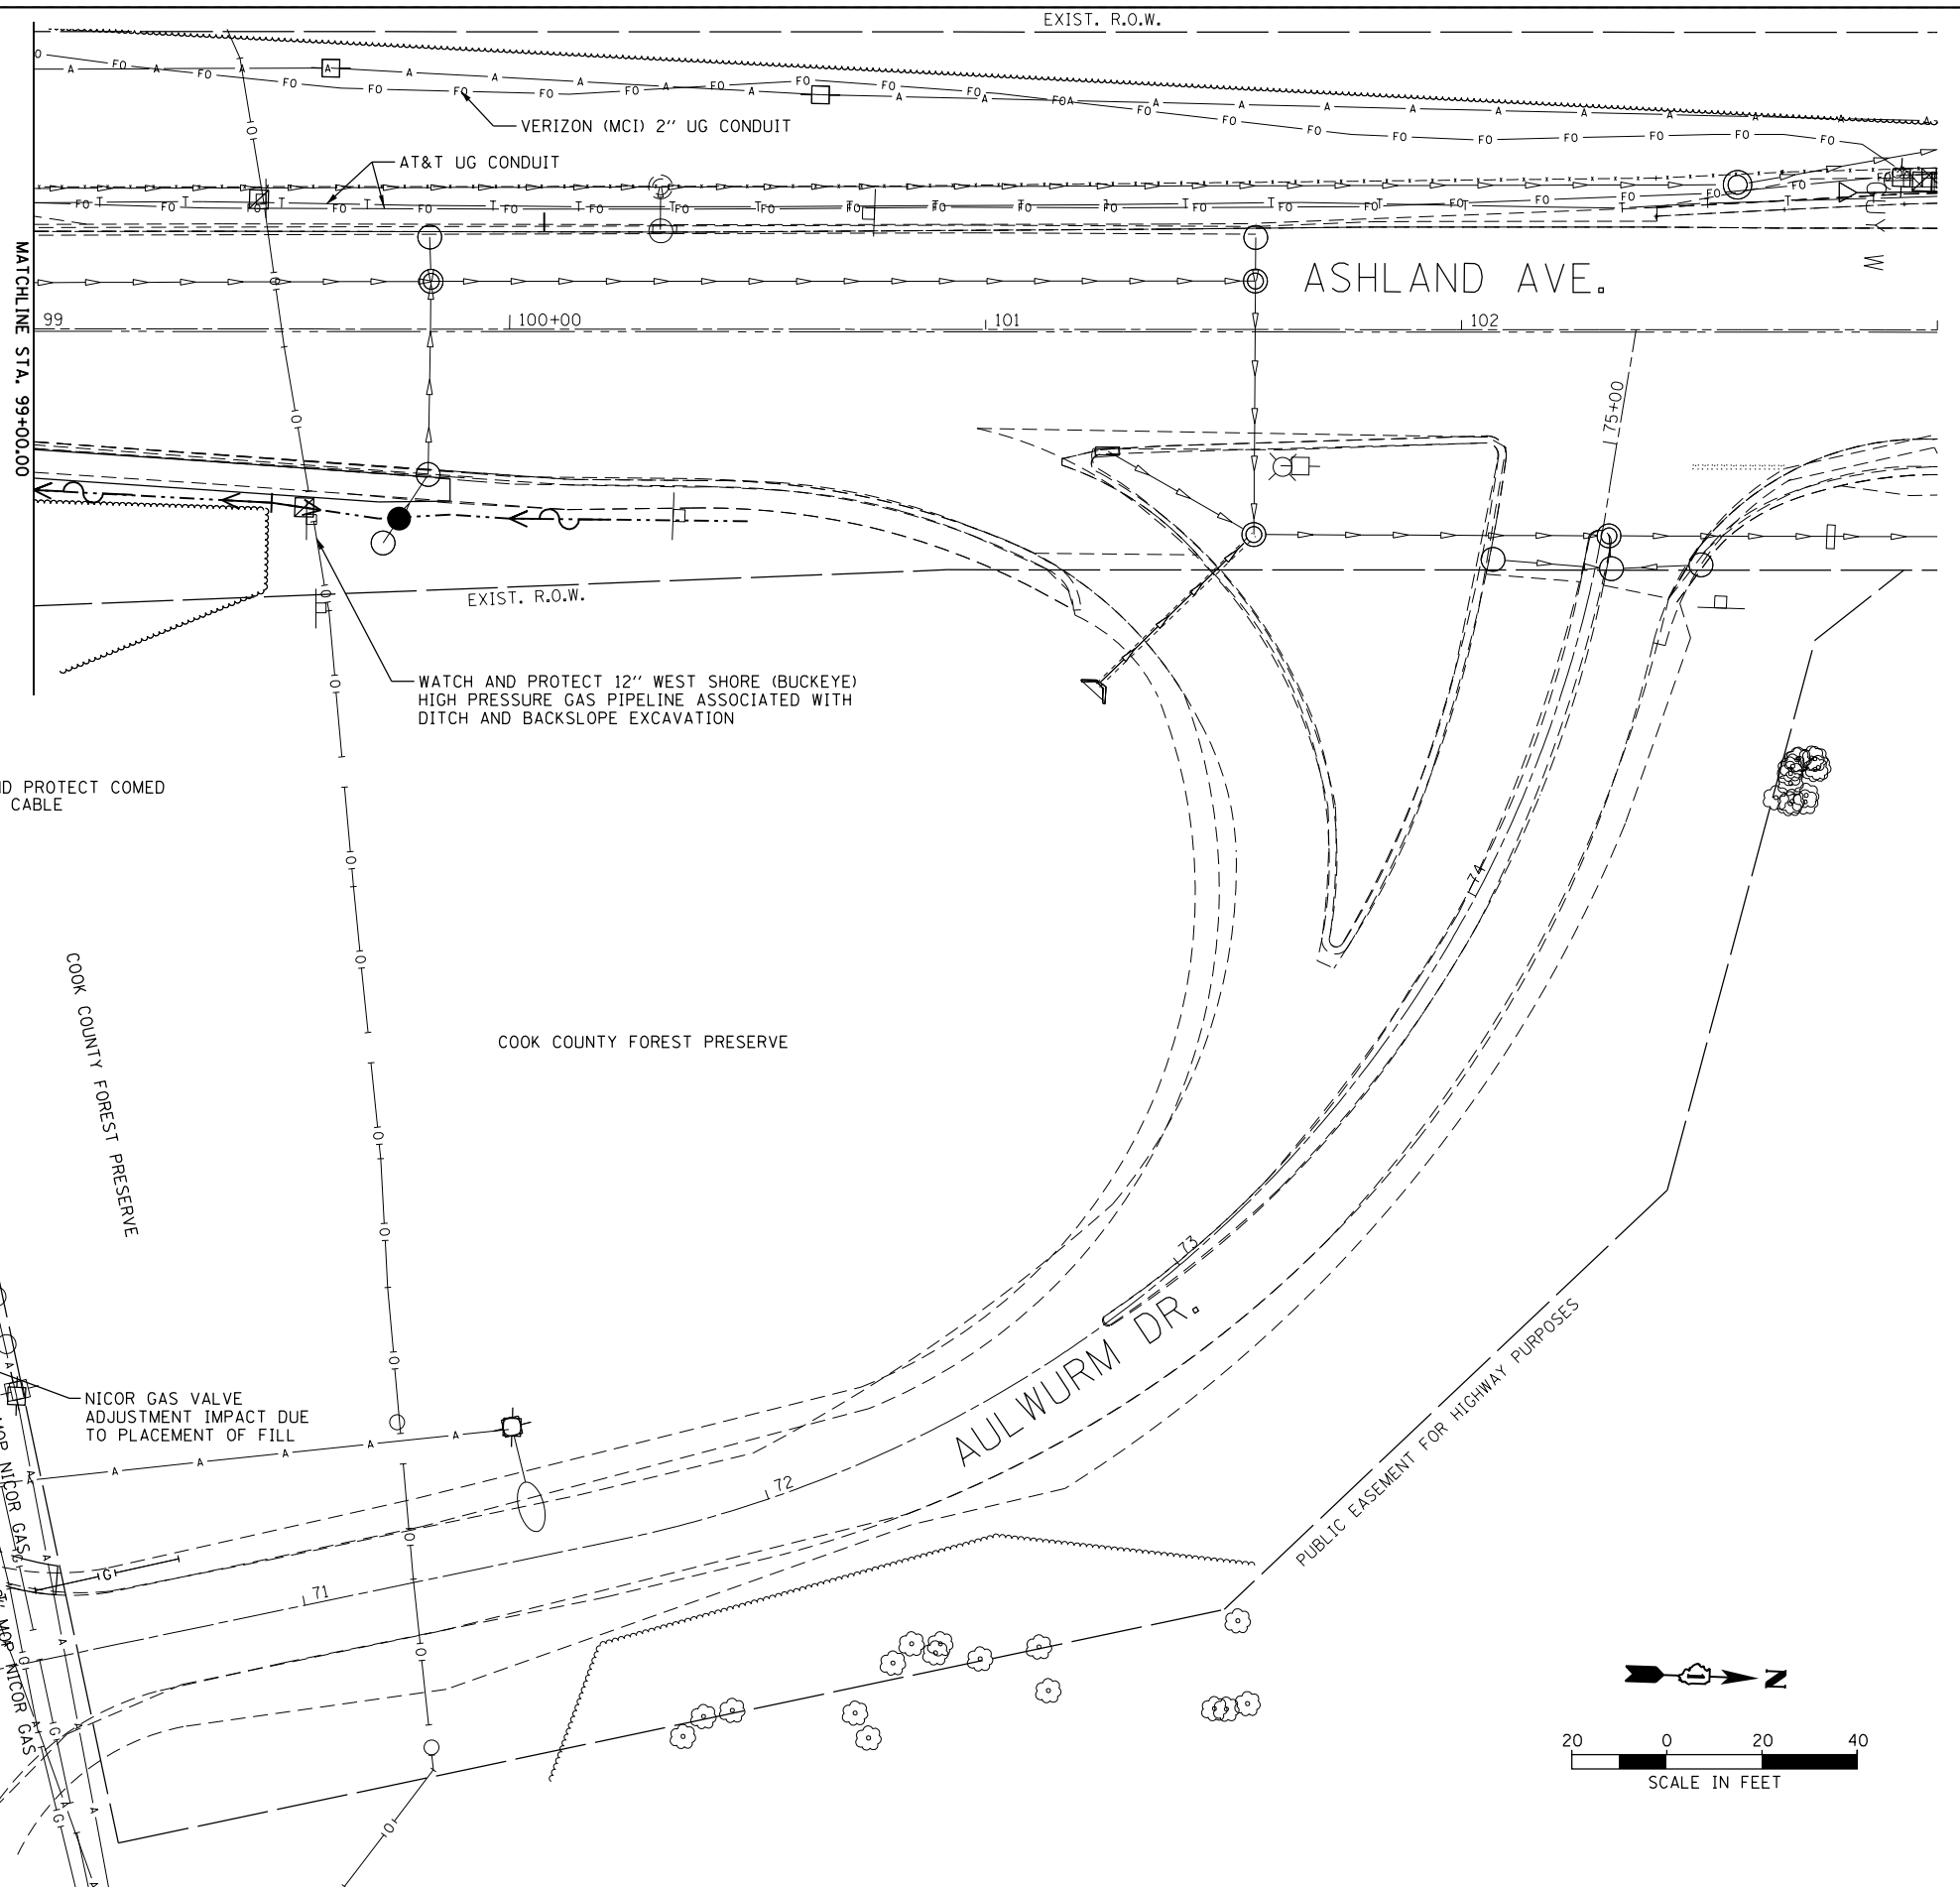 EXIST. R.O.W.
VERIZON (MCI) 2" UG CONDUIT
AT&T UG CONDUIT
MATCHLINE STA. 99+00.00
ASHLAND AVE.
99
100+00
101
102
75+00
EXIST. R.O.W.
WATCH AND PROTECT 12" WEST SHORE (BUCKEYE)
HIGH PRESSURE GAS PIPELINE ASSOCIATED WITH
DITCH AND BACKSLOPE EXCAVATION
PROTECT COMED
CABLE
74
COOK COUNTY FOREST PRESERVE
COOK COUNTY FOREST PRESERVE
73
AULWURM DR.
PUBLIC EASEMENT FOR HIGHWAY PURPOSES
NICOR GAS VALVE
ADJUSTMENT IMPACT DUE
TO PLACEMENT OF FILL
72
71
NICOR GAS
MOP NICOR GAS
N
20 0 20 40
SCALE IN FEET